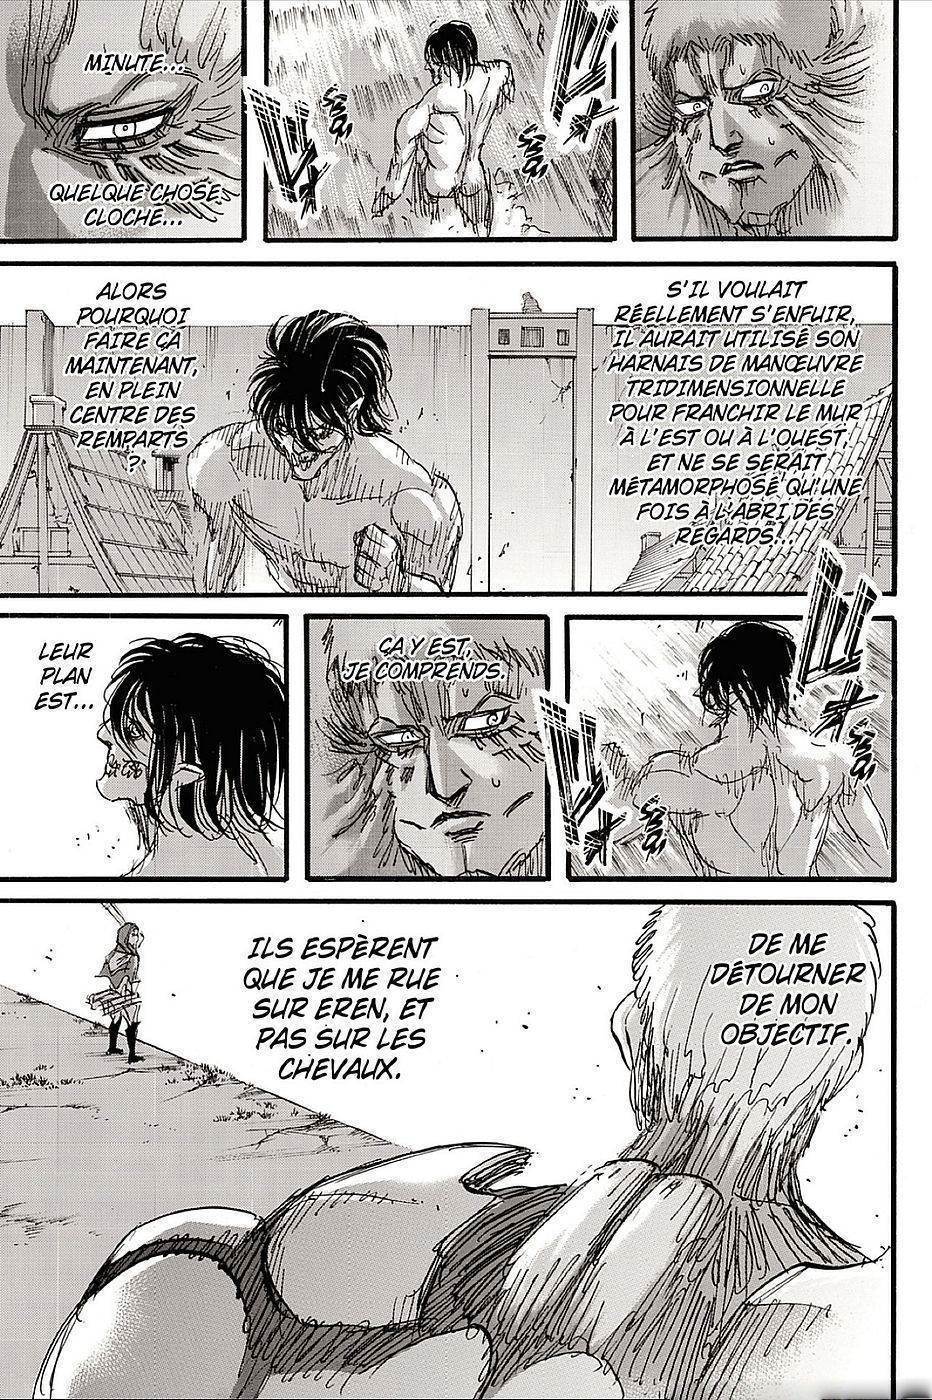 MINUTE...
QUELQUE CHOSE
CLOCHE...
S'IL VOULAIT
RÉELLEMENT S'ENFUIR,
IL AURAIT UTILISÉ SON
HARNAIS DE MANŒUVRE
TRIDIMENSIONNELLE
POUR FRANCHIR LE MUR
À L'EST OU À L'OUEST,
ET NE SE SERAIT
MÉTAMORPHOSÉ QU'UNE
FOIS À L'ABRI DES
REGARDS...
ALORS
POURQUOI
FAIRE ÇA
MAINTENANT,
EN PLEIN
CENTRE DES
REMPARTS
?
ÇA Y EST,
JE COMPRENDS.
LEUR
PLAN
EST...
DE ME
DÉTOURNER
DE MON
OBJECTIF.
ILS ESPÈRENT
QUE JE ME RUE
SUR EREN, ET
PAS SUR LES
CHEVAUX.